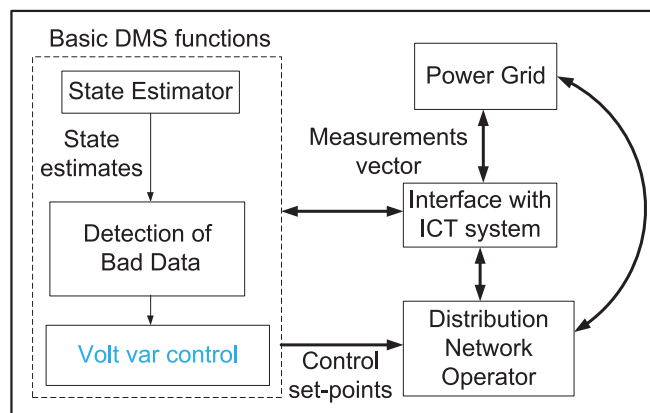 Basic DMS functions
State Estimator
State
estimates
Detection of
Bad Data
Volt var control
Power Grid
Measurements
vector
Interface with
ICT system
Distribution
Network
Operator
Control
set-points